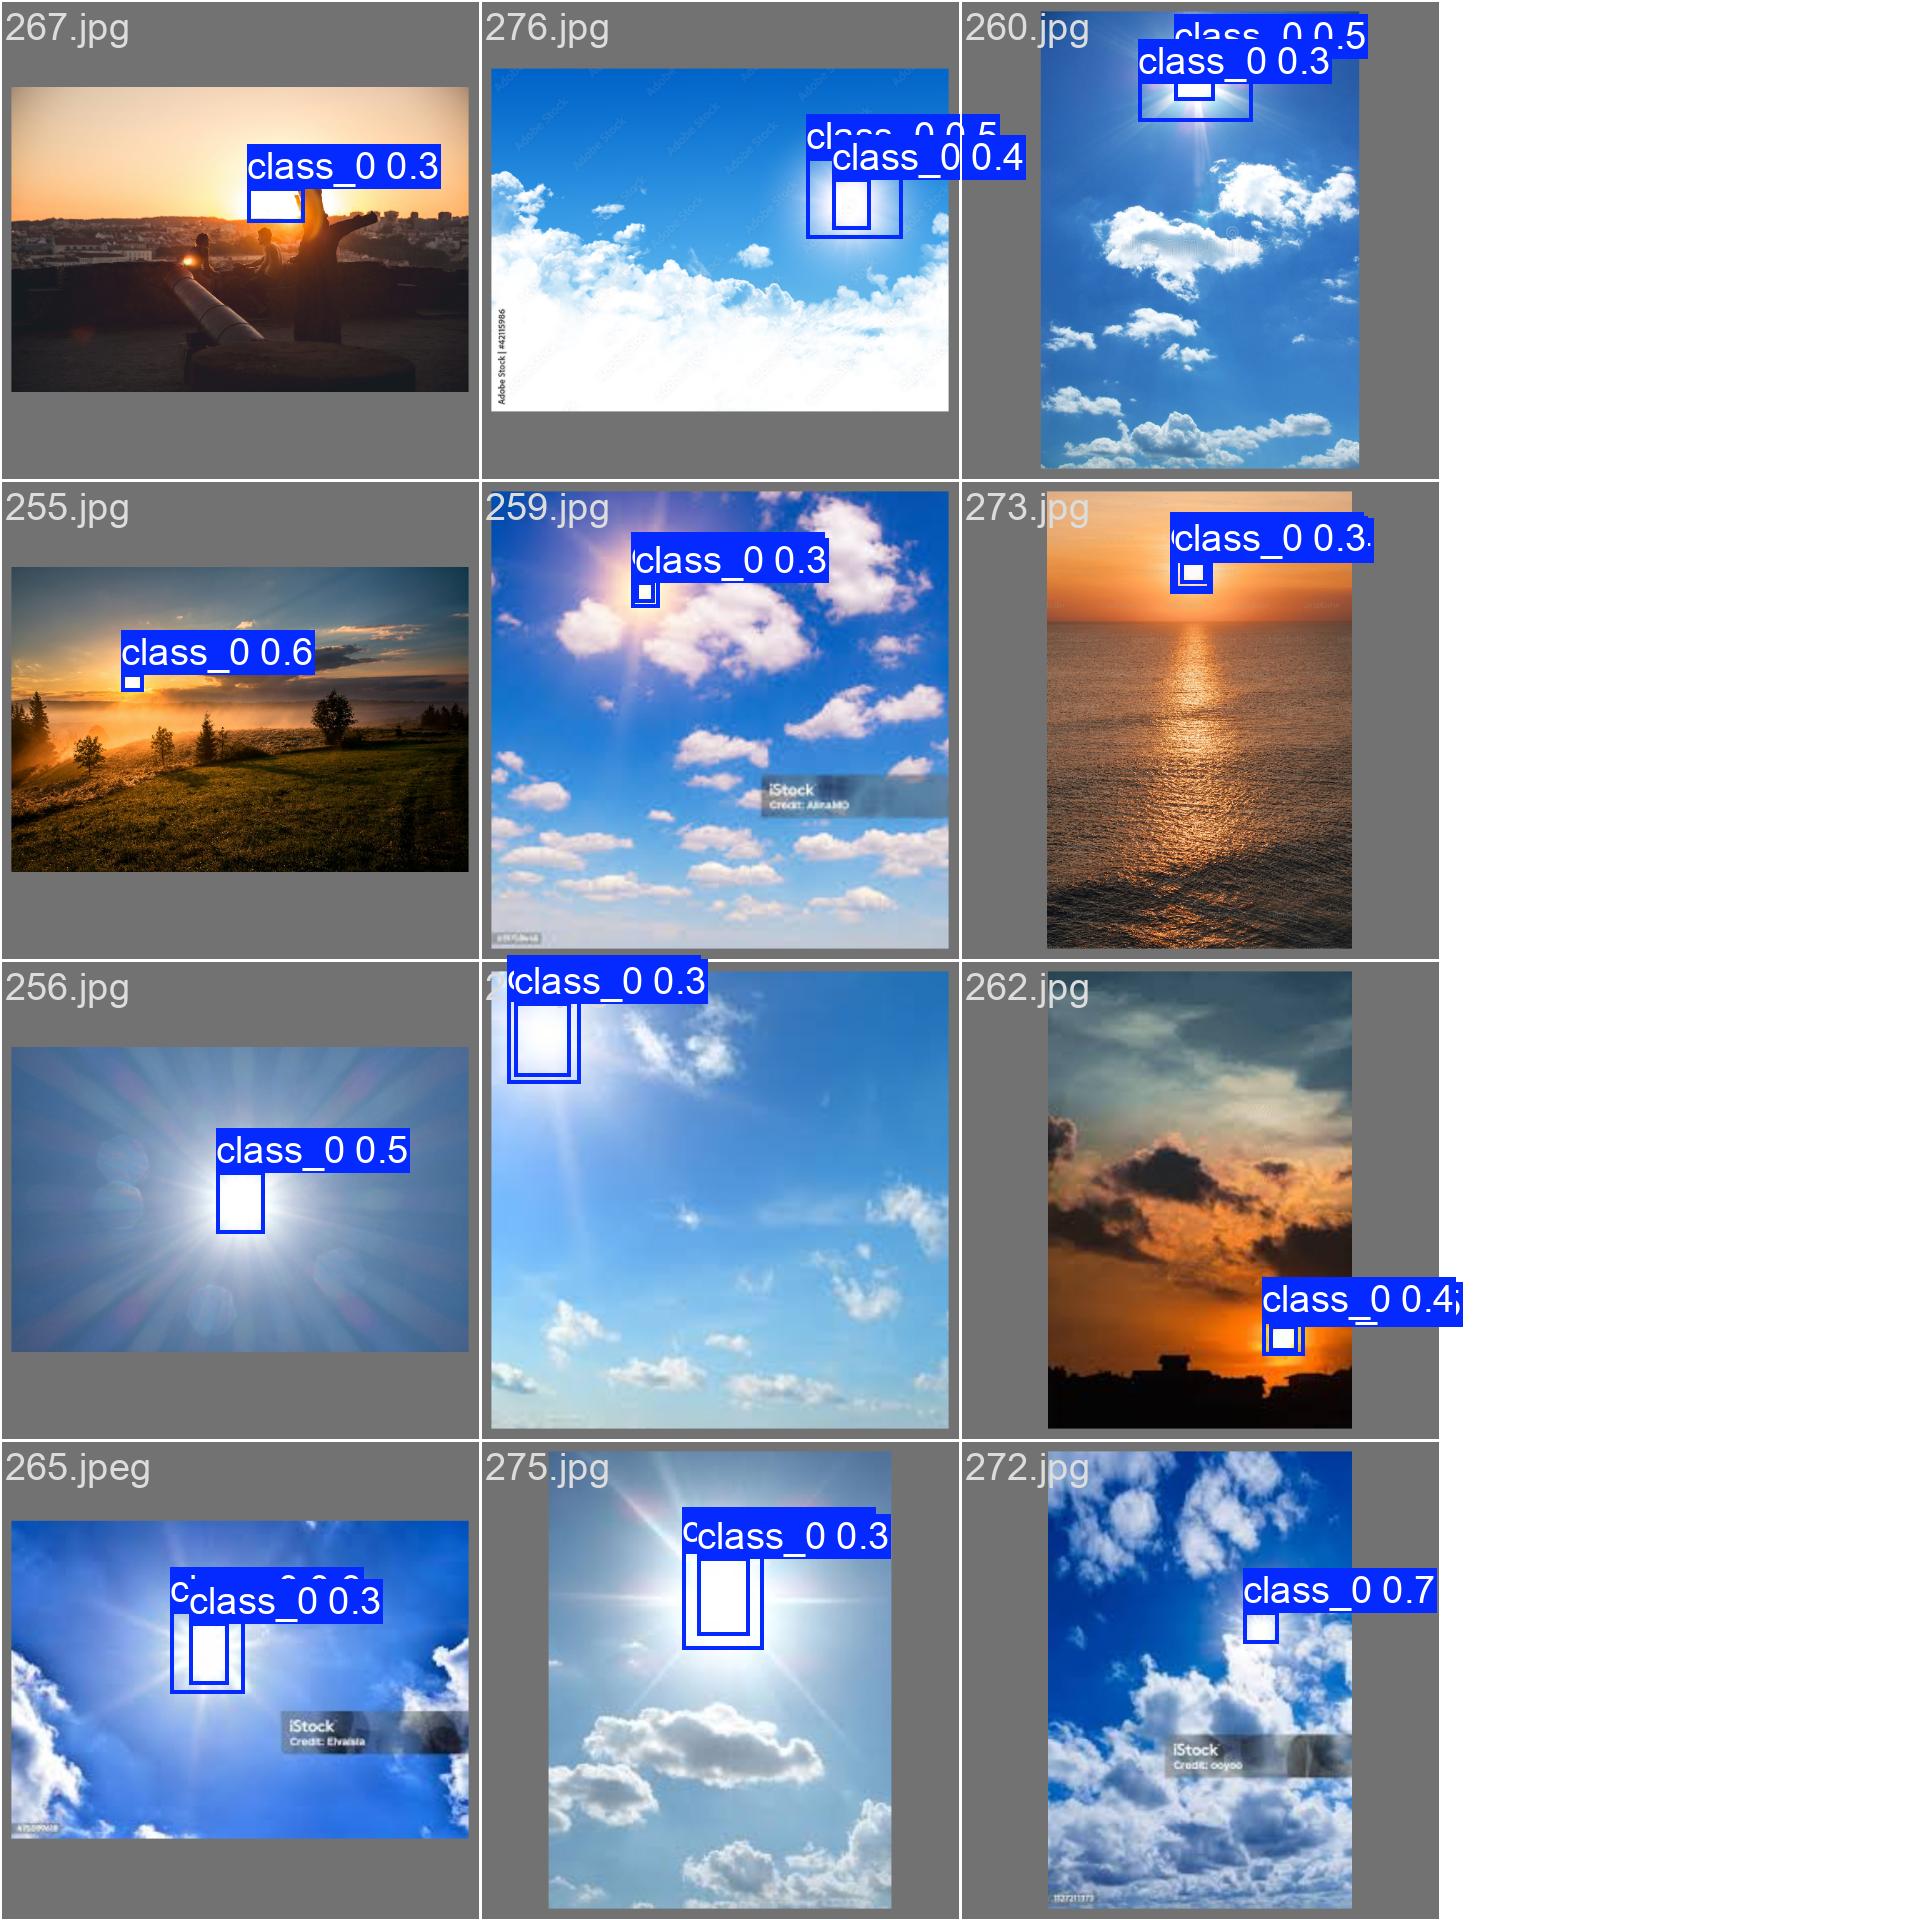 267.jpg
class_0 0.3
276.jpg
class_0 0.5
class_0 0.4
Adobe Stock | #42115986
260.jpg
class_0 0.5
class_0 0.3
255.jpg
class_0 0.6
259.jpg
class_0 0.3
iStock
Credit: AlinaMD
273.jpg
class_0 0.3
256.jpg
class_0 0.5
class_0 0.3
262.jpg
class_0 0.4
265.jpeg
class_0 0.3
iStock
Credit: Elvaisla
275.jpg
class_0 0.3
272.jpg
class_0 0.7
iStock
Credit: ooyoo
1127211373